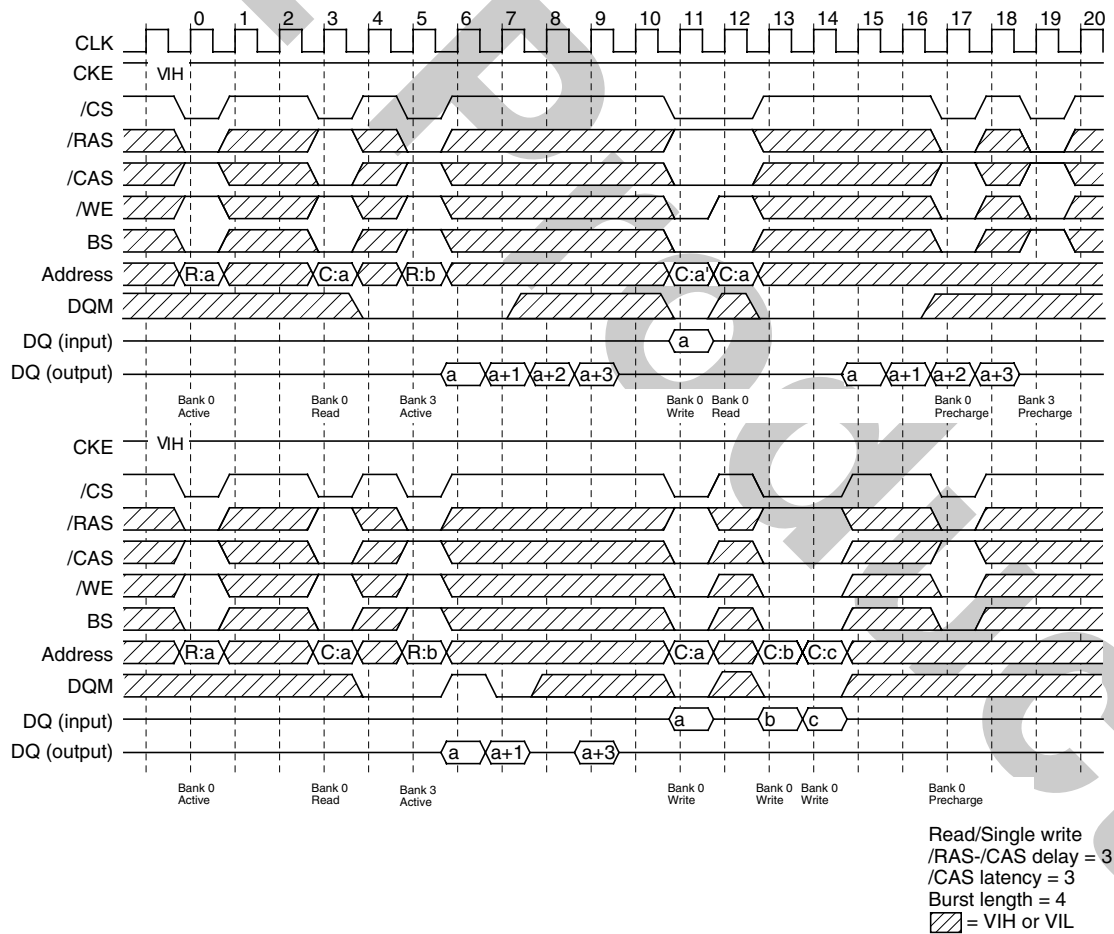 0 1 2 3 4 5 6 7 8 9 10 11 12 13 14 15 16 17 18 19 20
CLK
CKE VIH
/CS
/RAS
/CAS
/WE
BS
Address R:a C:a R:b C:a' C:a
DQM
DQ (input) a
DQ (output) a a+1 a+2 a+3 a a+1 a+2 a+3
Bank 0 Bank 0 Bank 3 Bank 0 Bank 0 Bank 0 Bank 3
Active Read Active Write Read Precharge Precharge
CKE VIH
/CS
/RAS
/CAS
/WE
BS
Address R:a C:a R:b C:a C:b C:c
DQM
DQ (input) a b c
DQ (output) a a+1 a+3
Bank 0 Bank 0 Bank 3 Bank 0 Bank 0 Bank 0 Bank 0
Active Read Active Write Write Write Precharge
Read/Single write
/RAS-/CAS delay = 3
/CAS latency = 3
Burst length = 4
= VIH or VIL